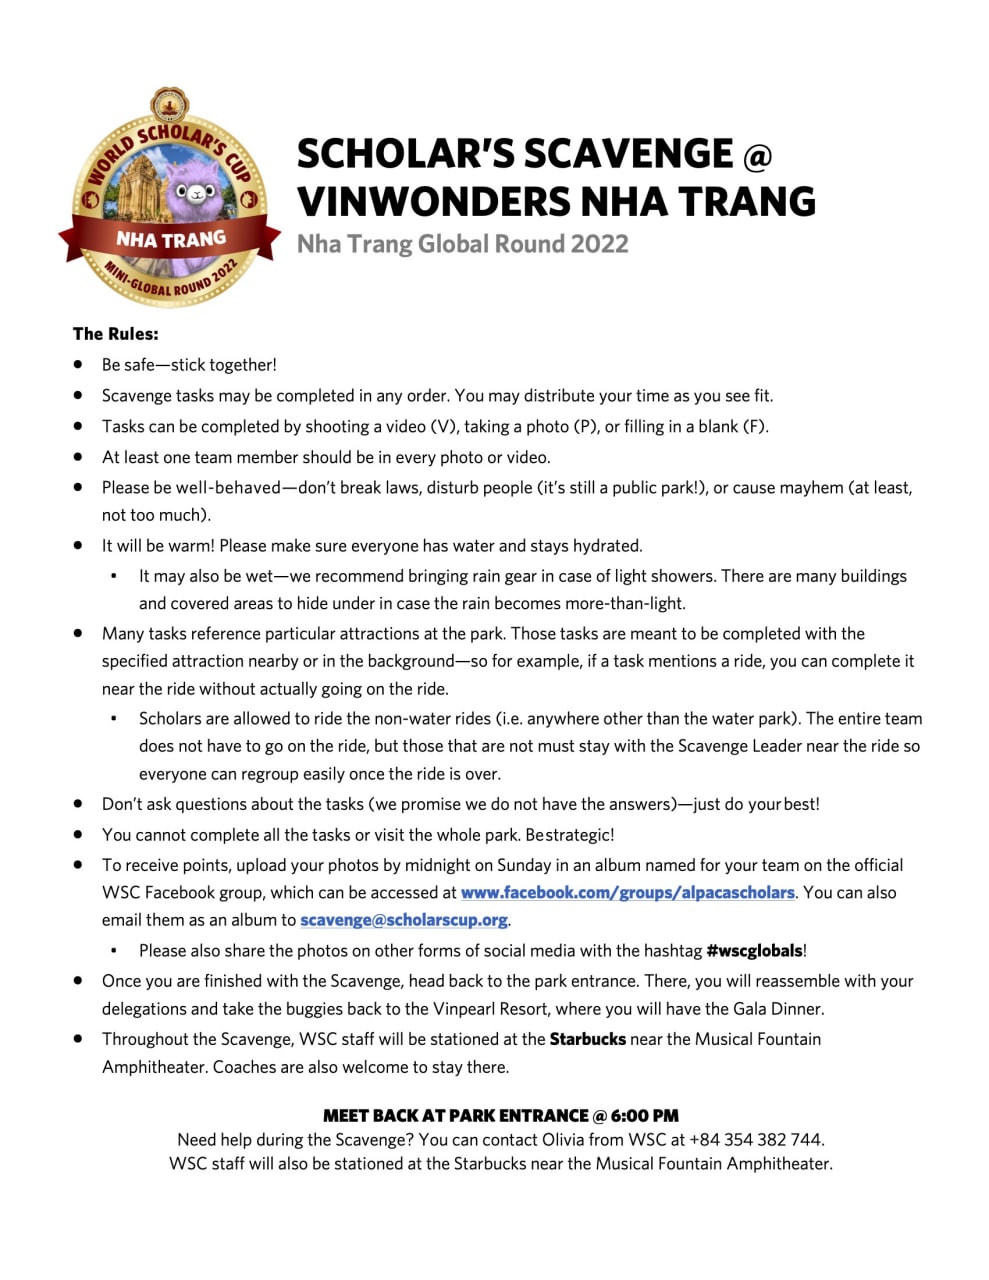 WORLD SCHOLAR'S CUP
NHA TRANG
MINI-GLOBAL ROUND 2022
SCHOLAR'S SCAVENGE @
VINWONDERS NHA TRANG
Nha Trang Global Round 2022
The Rules:
● Be safe—stick together!
● Scavenge tasks may be completed in any order. You may distribute your time as you see fit.
● Tasks can be completed by shooting a video (V), taking a photo (P), or filling in a blank (F).
● At least one team member should be in every photo or video.
● Please be well-behaved—don't break laws, disturb people (it's still a public park!), or cause mayhem (at least,
not too much).
● It will be warm! Please make sure everyone has water and stays hydrated.
▪ It may also be wet—we recommend bringing rain gear in case of light showers. There are many buildings
and covered areas to hide under in case the rain becomes more-than-light.
● Many tasks reference particular attractions at the park. Those tasks are meant to be completed with the
specified attraction nearby or in the background—so for example, if a task mentions a ride, you can complete it
near the ride without actually going on the ride.
▪ Scholars are allowed to ride the non-water rides (i.e. anywhere other than the water park). The entire team
does not have to go on the ride, but those that are not must stay with the Scavenge Leader near the ride so
everyone can regroup easily once the ride is over.
● Don't ask questions about the tasks (we promise we do not have the answers)—just do your best!
● You cannot complete all the tasks or visit the whole park. Be strategic!
● To receive points, upload your photos by midnight on Sunday in an album named for your team on the official
WSC Facebook group, which can be accessed at www.facebook.com/groups/alpacascholars. You can also
email them as an album to scavenge@scholarscup.org.
▪ Please also share the photos on other forms of social media with the hashtag #wscglobals!
● Once you are finished with the Scavenge, head back to the park entrance. There, you will reassemble with your
delegations and take the buggies back to the Vinpearl Resort, where you will have the Gala Dinner.
● Throughout the Scavenge, WSC staff will be stationed at the Starbucks near the Musical Fountain
Amphitheater. Coaches are also welcome to stay there.
MEET BACK AT PARK ENTRANCE @ 6:00 PM
Need help during the Scavenge? You can contact Olivia from WSC at +84 354 382 744.
WSC staff will also be stationed at the Starbucks near the Musical Fountain Amphitheater.